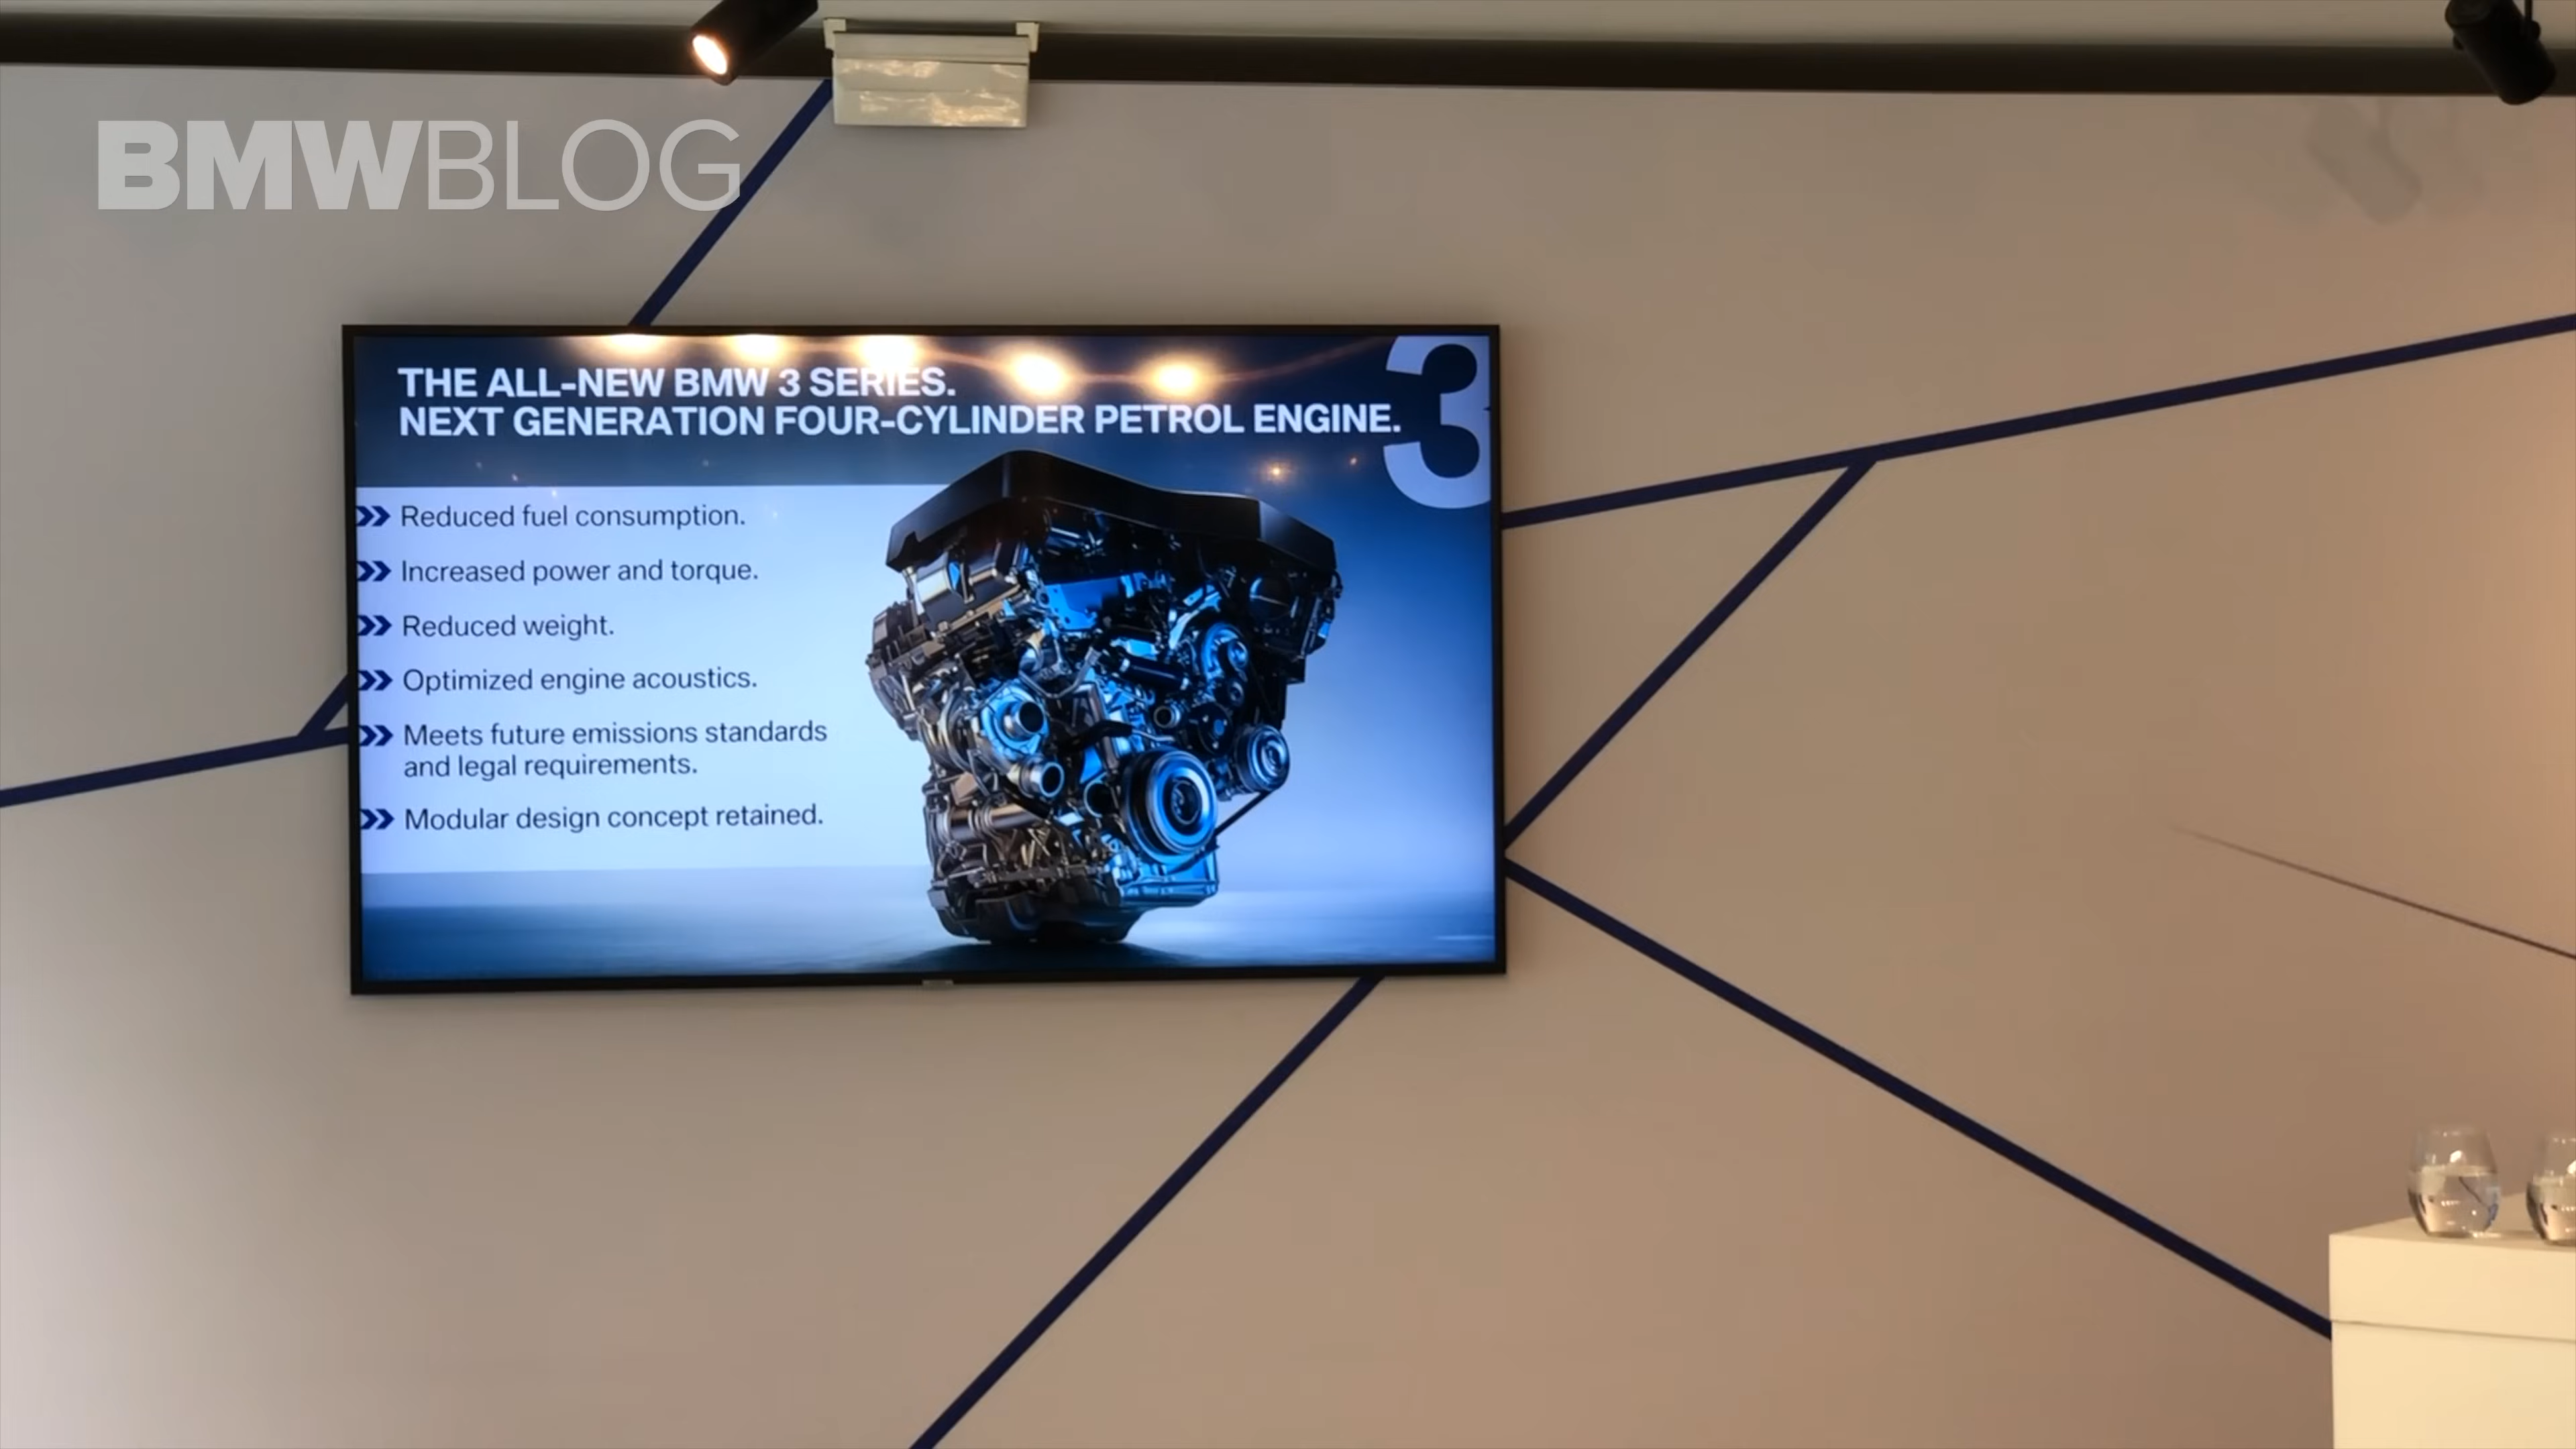 BMWBLOG
THE ALL-NEW BMW 3 SERIES.
NEXT GENERATION FOUR-CYLINDER PETROL ENGINE.
3
Reduced fuel consumption.
Increased power and torque.
Reduced weight.
Optimized engine acoustics.
Meets future emissions standards
and legal requirements.
Modular design concept retained.